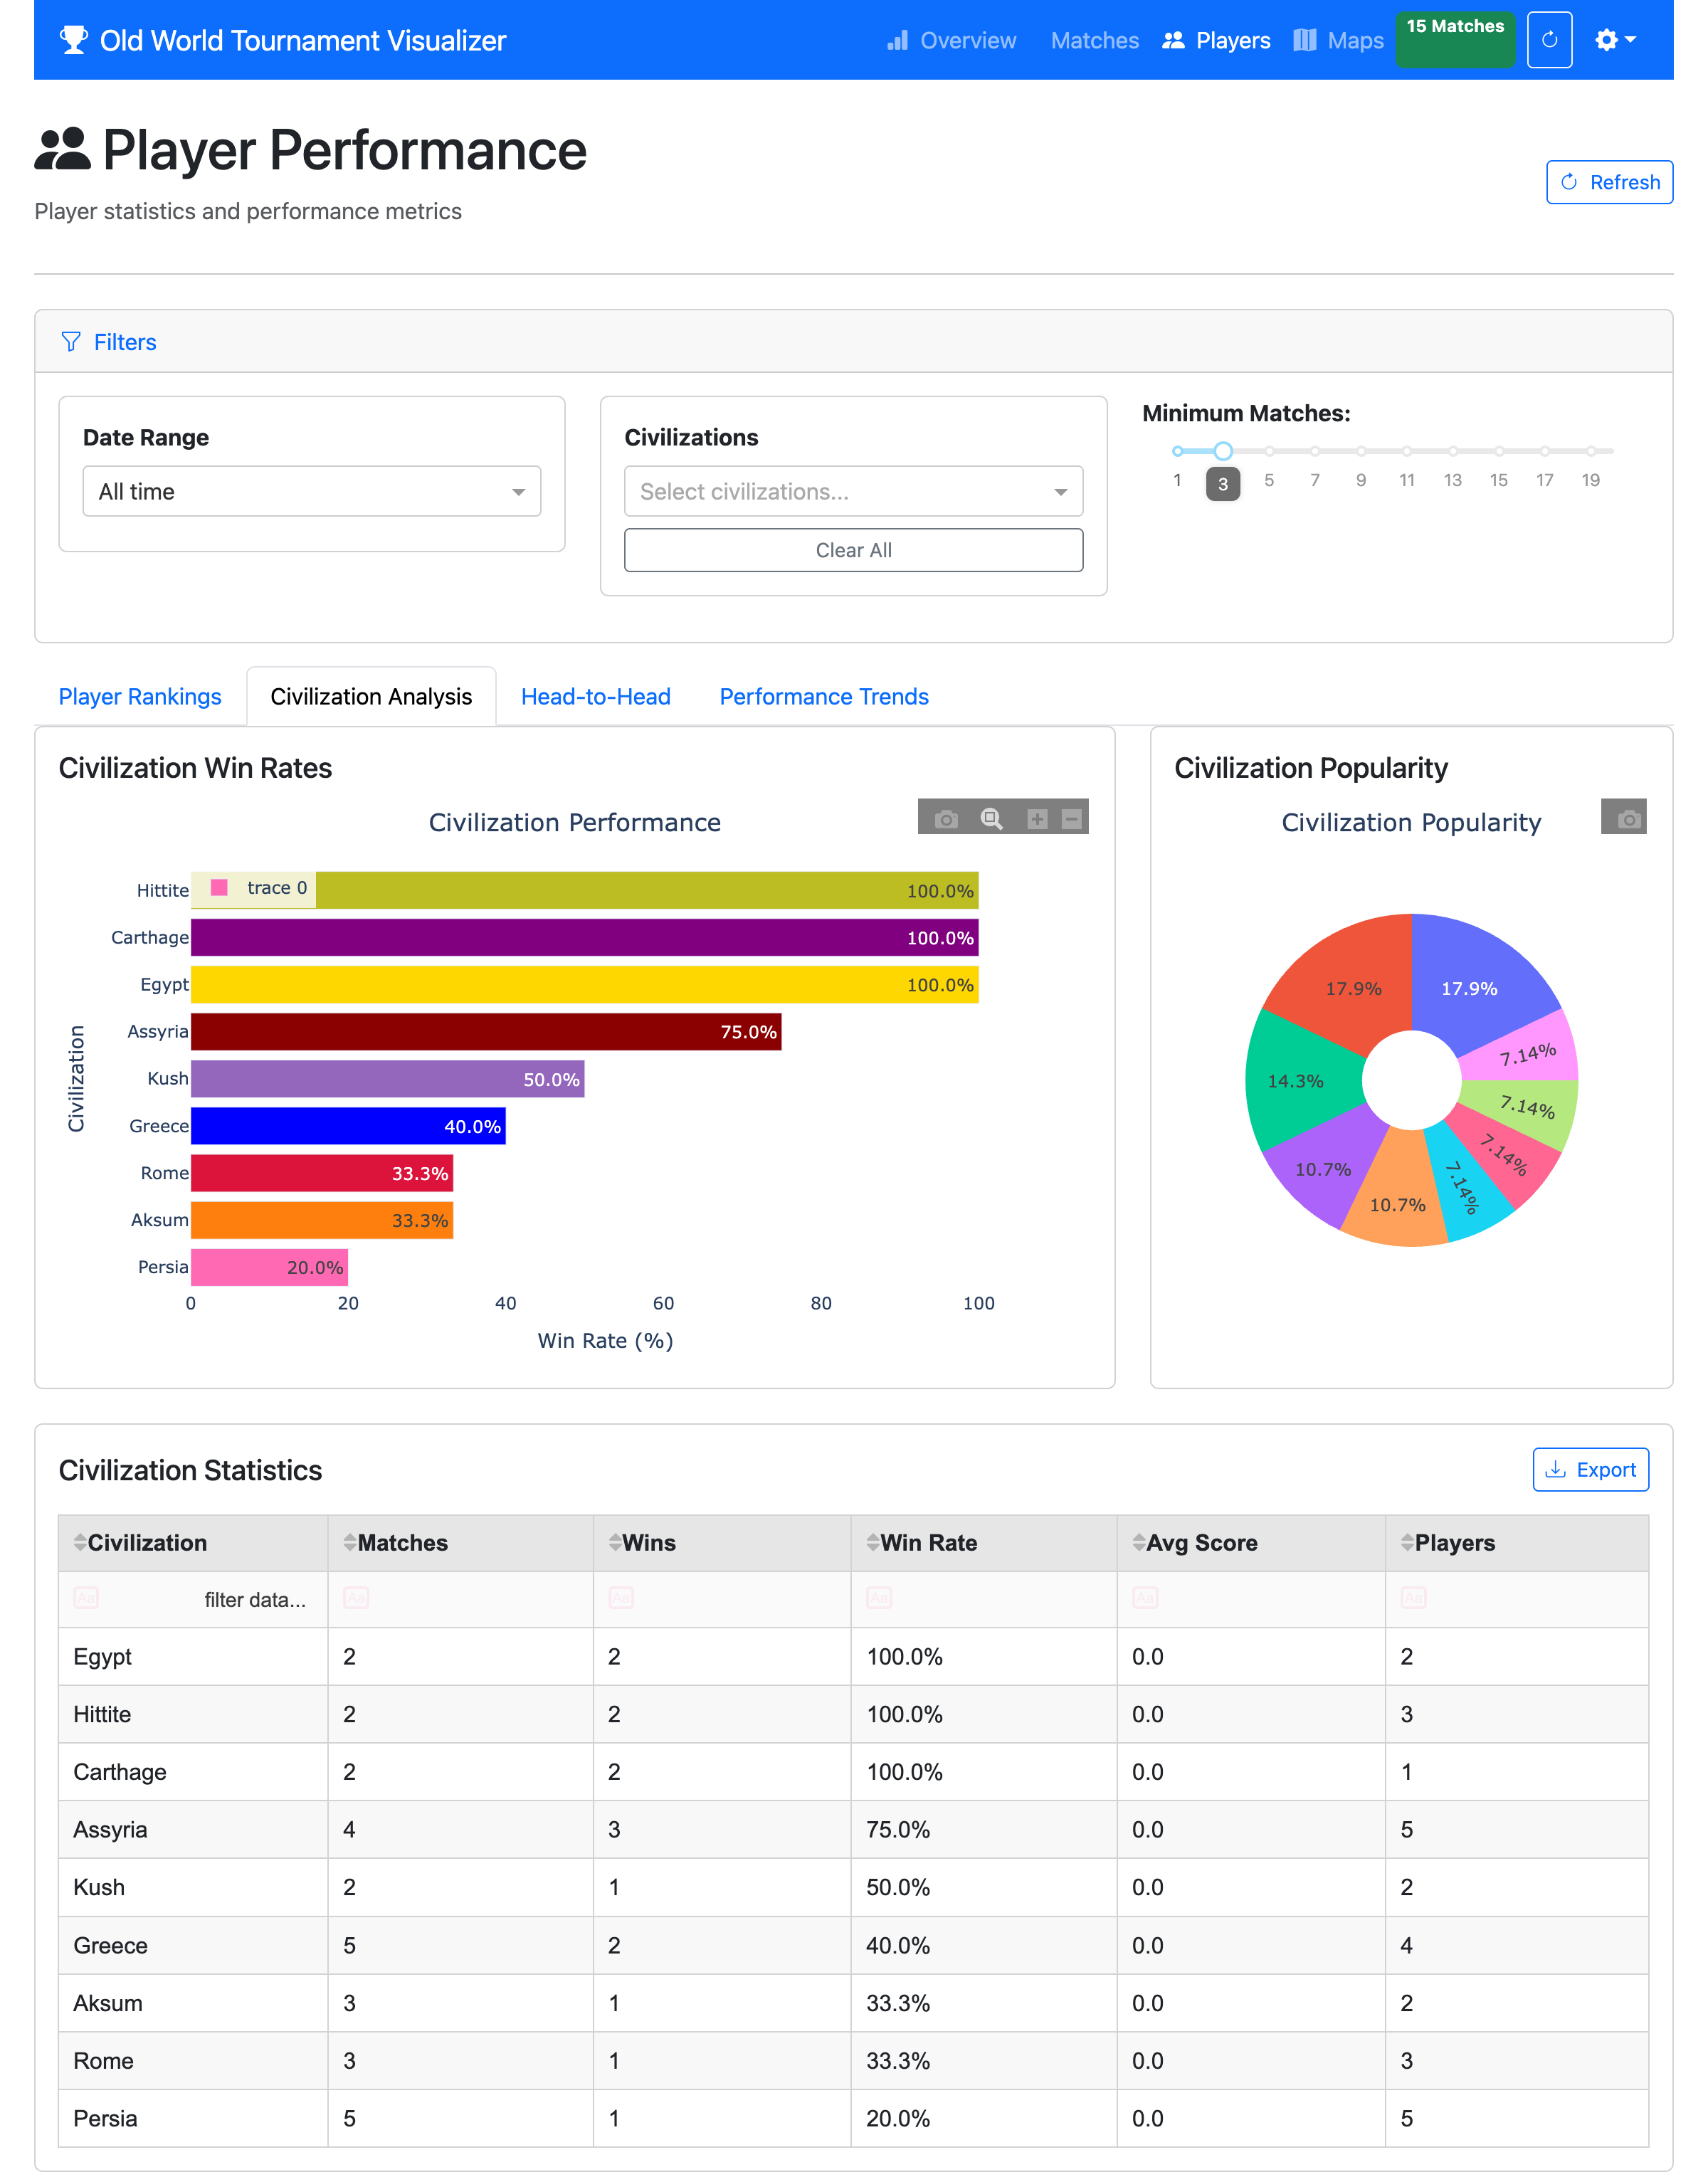 Old World Tournament Visualizer
Overview Matches Players Maps 15 Matches
Player Performance
Player statistics and performance metrics
Refresh
Filters
Date Range
All time
Civilizations
Select civilizations...
Clear All
Minimum Matches:
1 3 5 7 9 11 13 15 17 19
Player Rankings Civilization Analysis Head-to-Head Performance Trends
Civilization Win Rates
Civilization Performance
Civilization
Hittite trace 0 100.0%
Carthage 100.0%
Egypt 100.0%
Assyria 75.0%
Kush 50.0%
Greece 40.0%
Rome 33.3%
Aksum 33.3%
Persia 20.0%
0 20 40 60 80 100
Win Rate (%)
Civilization Popularity
Civilization Popularity
17.9% 17.9%
7.14%
14.3% 7.14%
10.7% 7.14%
10.7% 7.14%
Civilization Statistics
Export
Civilization Matches Wins Win Rate Avg Score Players
Aa filter data... Aa Aa Aa Aa Aa
Egypt 2 2 100.0% 0.0 2
Hittite 2 2 100.0% 0.0 3
Carthage 2 2 100.0% 0.0 1
Assyria 4 3 75.0% 0.0 5
Kush 2 1 50.0% 0.0 2
Greece 5 2 40.0% 0.0 4
Aksum 3 1 33.3% 0.0 2
Rome 3 1 33.3% 0.0 3
Persia 5 1 20.0% 0.0 5